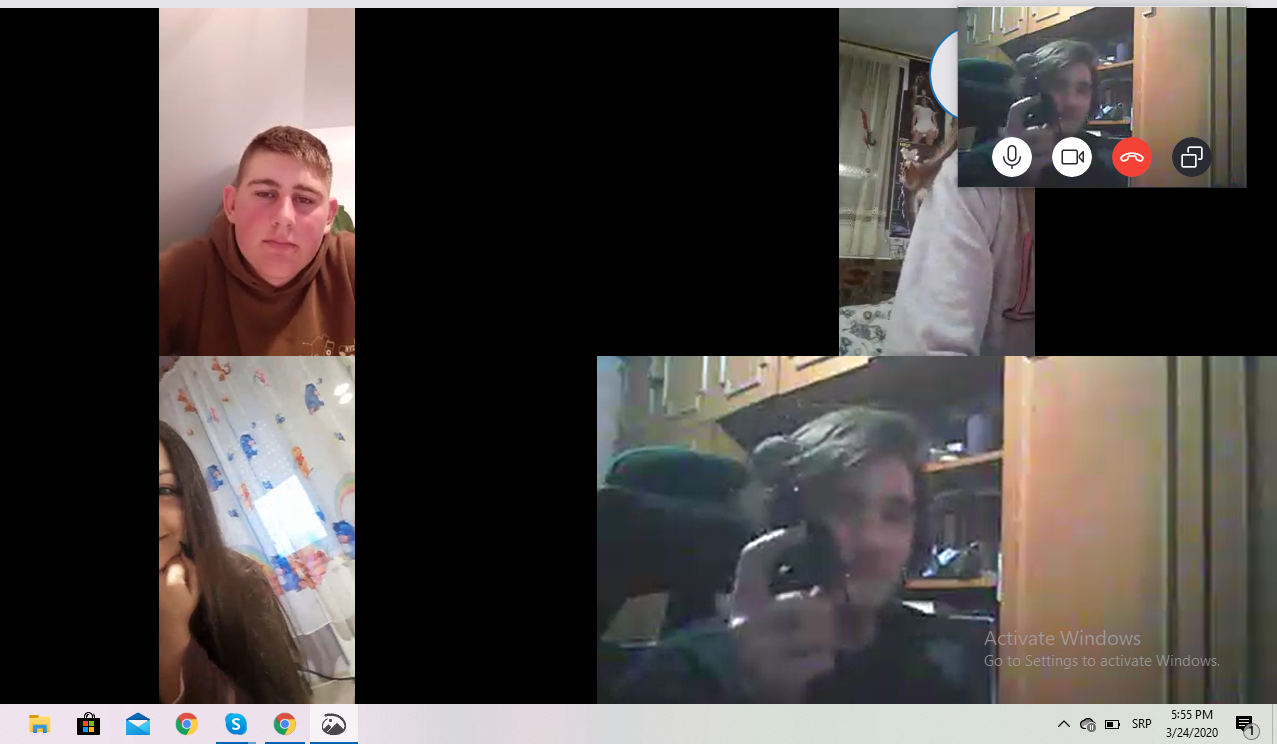 Activate Windows
Go to Settings to activate Windows.
SRP
5:55 PM
3/24/2020
1